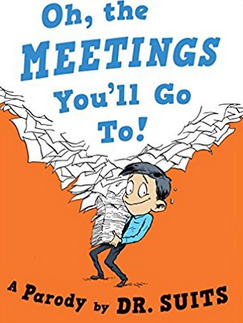 Oh, the
MEETINGS
You'll Go
To!
A Parody by DR. SUITS